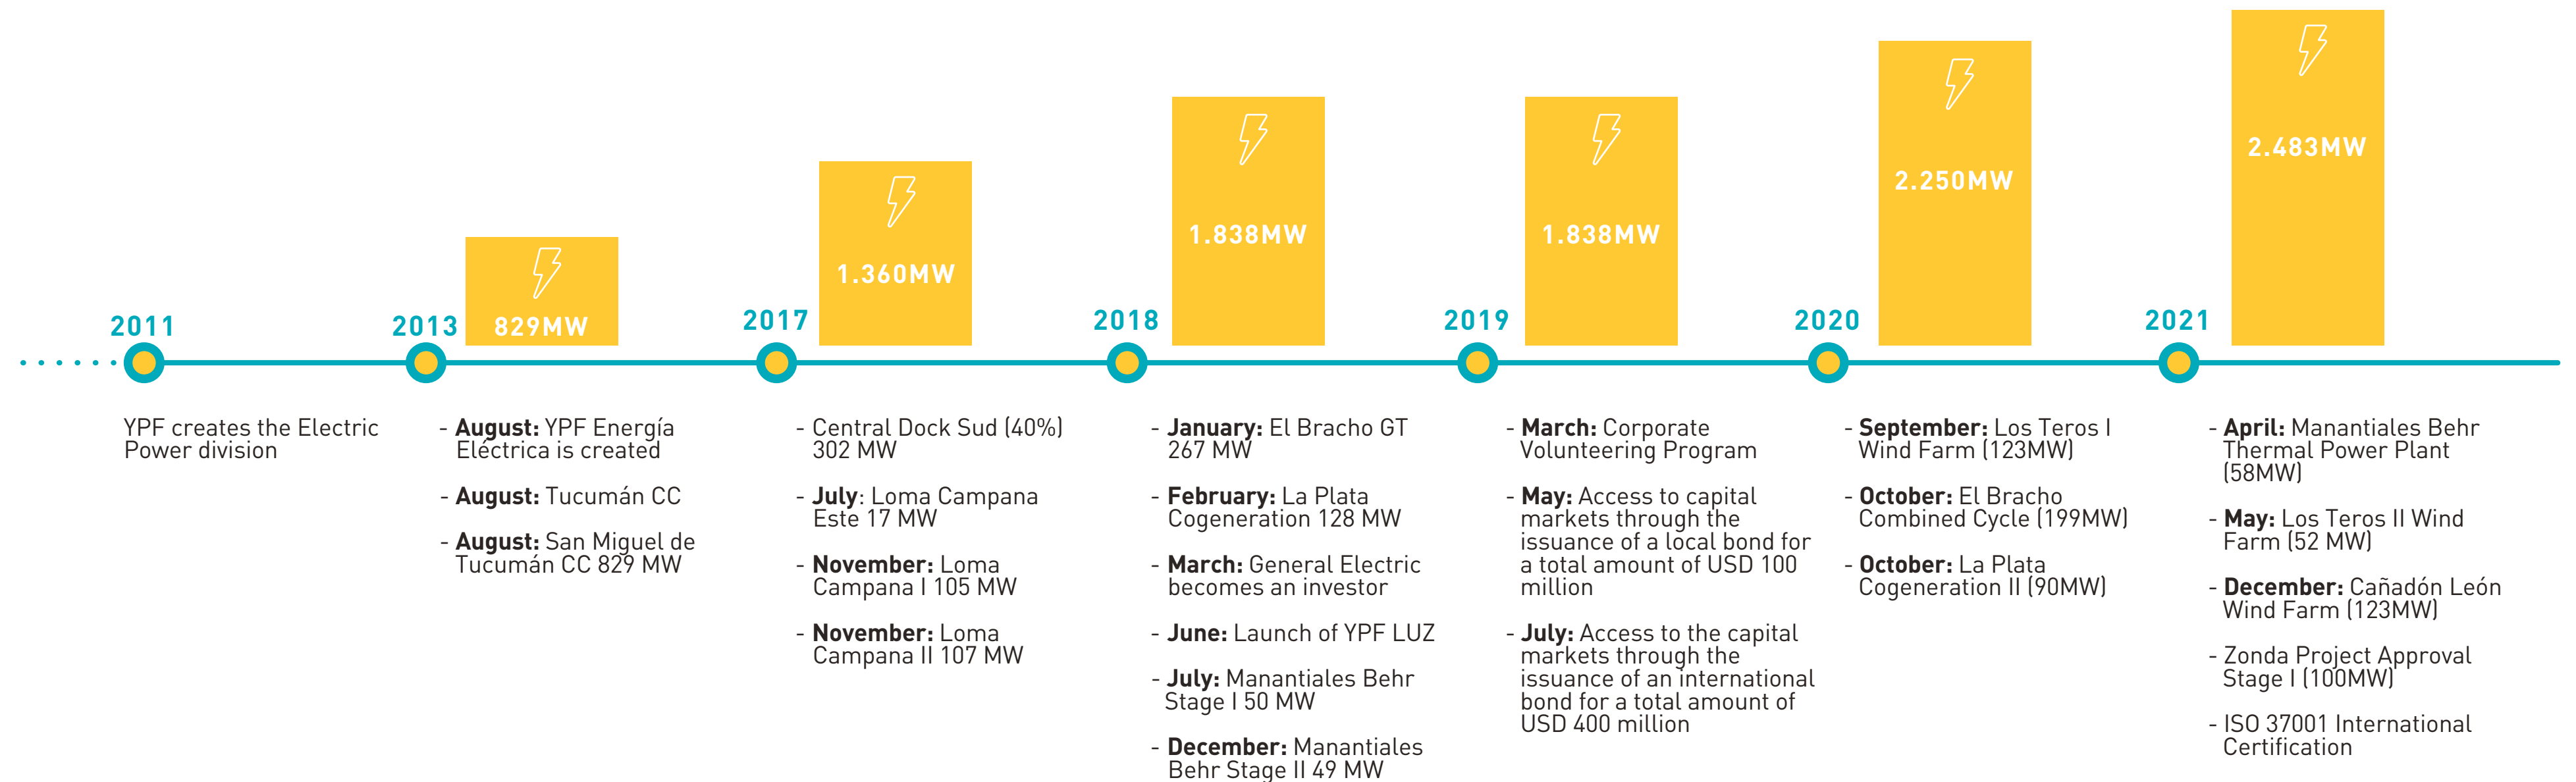 2011
YPF creates the Electric
Power division
2013
829MW
- August: YPF Energía
Eléctrica is created
- August: Tucumán CC
- August: San Miguel de
Tucumán CC 829 MW
2017
1.360MW
- Central Dock Sud (40%)
302 MW
- July: Loma Campana
Este 17 MW
- November: Loma
Campana I 105 MW
- November: Loma
Campana II 107 MW
2018
1.838MW
- January: El Bracho GT
267 MW
- February: La Plata
Cogeneration 128 MW
- March: General Electric
becomes an investor
- June: Launch of YPF LUZ
- July: Manantiales Behr
Stage I 50 MW
- December: Manantiales
Behr Stage II 49 MW
2019
1.838MW
- March: Corporate
Volunteering Program
- May: Access to capital
markets through the
issuance of a local bond for
a total amount of USD 100
million
- July: Access to the capital
markets through the
issuance of an international
bond for a total amount of
USD 400 million
2020
2.250MW
- September: Los Teros I
Wind Farm (123MW)
- October: El Bracho
Combined Cycle (199MW)
- October: La Plata
Cogeneration II (90MW)
2021
2.483MW
- April: Manantiales Behr
Thermal Power Plant
(58MW)
- May: Los Teros II Wind
Farm (52 MW)
- December: Cañadón León
Wind Farm (123MW)
- Zonda Project Approval
Stage I (100MW)
- ISO 37001 International
Certification